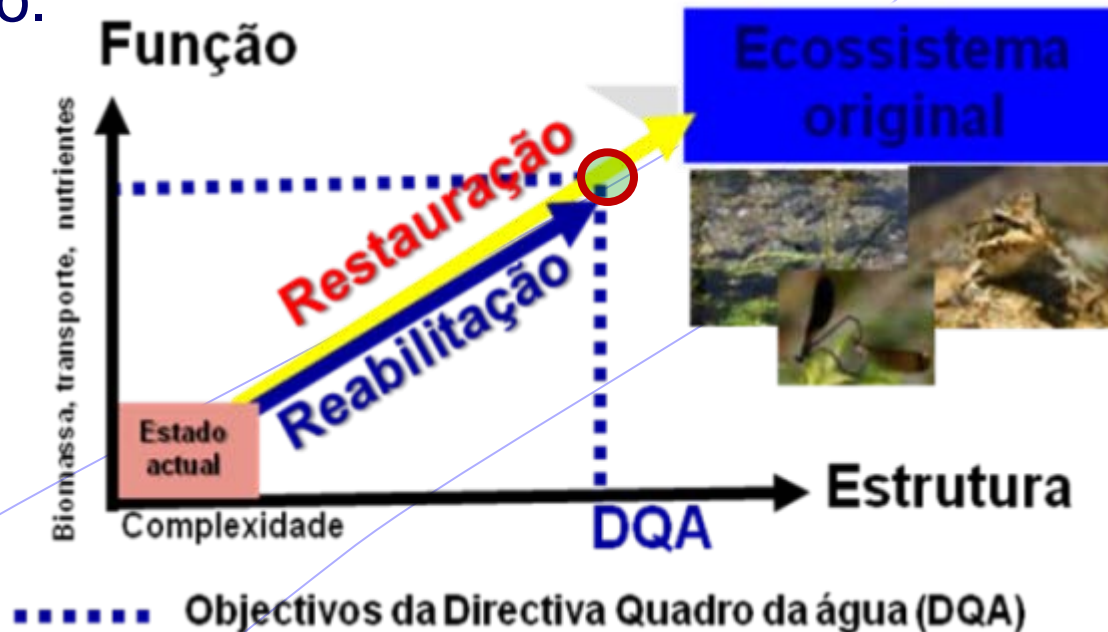 o.
Função
Ecossistema
original
Biomassa, transporte, nutrientes
Restauração
Reabilitação
Estado
actual
Estrutura
Complexidade
DQA
Objectivos da Directiva Quadro da água (DQA)